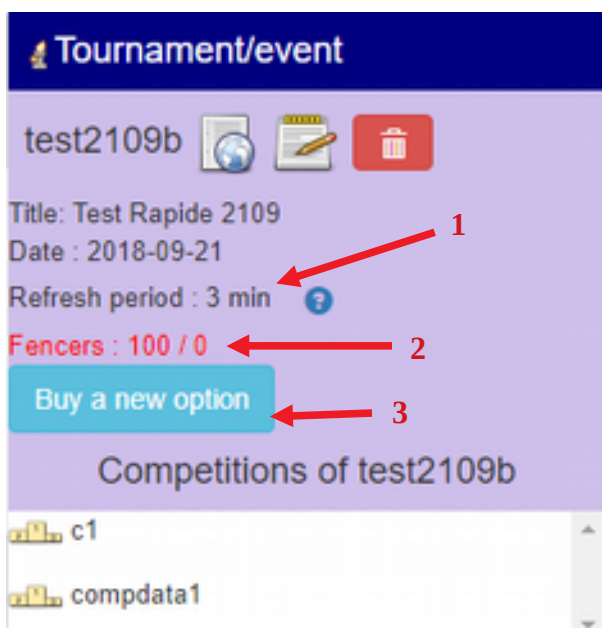 Tournament/event
test2109b
Title: Test Rapide 2109
1
Date : 2018-09-21
Refresh period : 3 min ?
Fencers : 100 / 0 2
Buy a new option 3
Competitions of test2109b
c1
compdata1